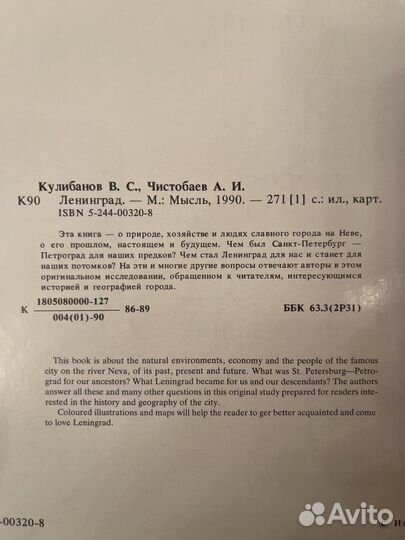 Кулибанов В. С., Чистобаев А. И.
К90 Ленинград. — М.: Мысль, 1990. — 271 [1] с.: ил., карт.
ISBN 5-244-00320-8
Эта книга — о природе, хозяйстве и людях славного города на Неве,
о его прошлом, настоящем и будущем. Чем был Санкт-Петербург —
Петроград для наших предков? Чем стал Ленинград для нас и станет для
наших потомков? На эти и многие другие вопросы отвечают авторы в этом
оригинальном исследовании, обращенном к читателям, интересующимся
историей и географией города.
К 1805080000-127 86-89 ББК 63.3(2Р31)
004(01)-90
This book is about the natural environments, economy and the people of the famous
city on the river Neva, of its past, present and future. What was St. Petersburg—Petro-
grad for our ancestors? What Leningrad became for us and our descendants? The authors
answer all these and many other questions in this original study prepared for readers inte-
rested in the history and geography of the city.
Coloured illustrations and maps will help the reader to ger better acquainted and come
to love Leningrad.
-00320-8
©
Avito